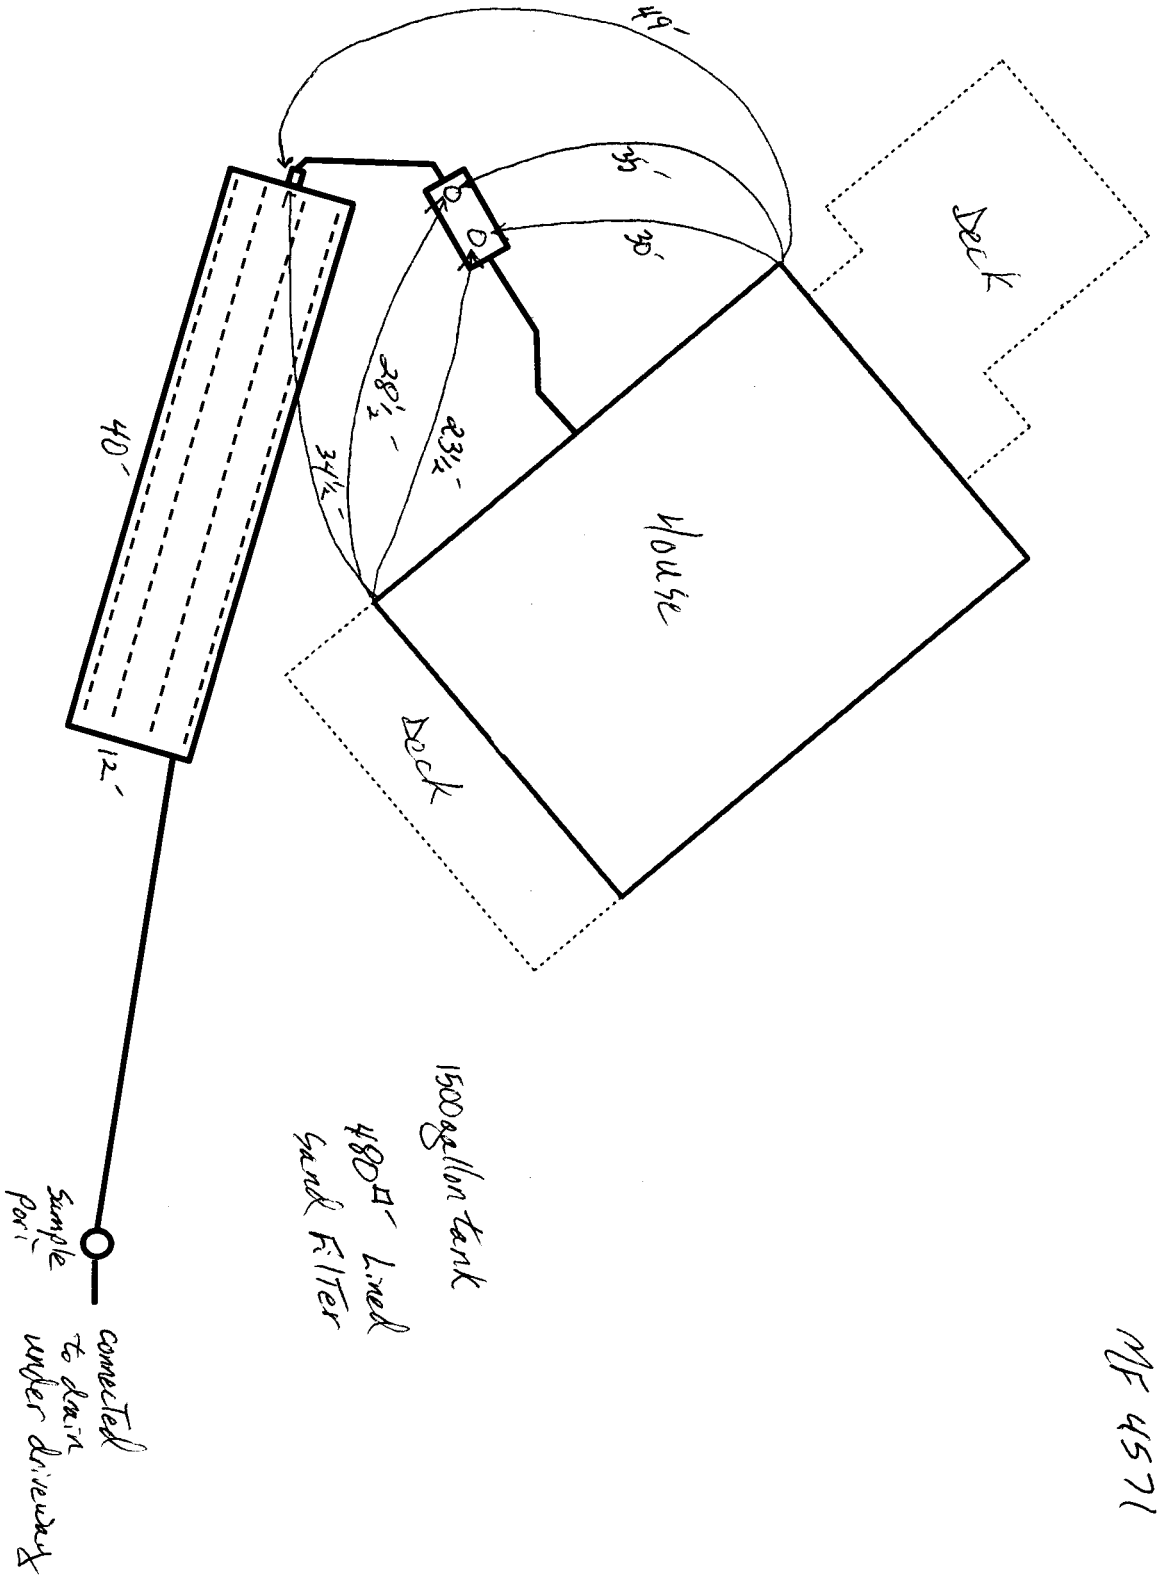 MF 4571
Deck
49'
35'
30'
House
28½'
23½'
34½'
40'
12'
Deck
1500 gallon tank
480 □' Lined
Sand Filter
Sample
Port
connected
to drain
under driveway